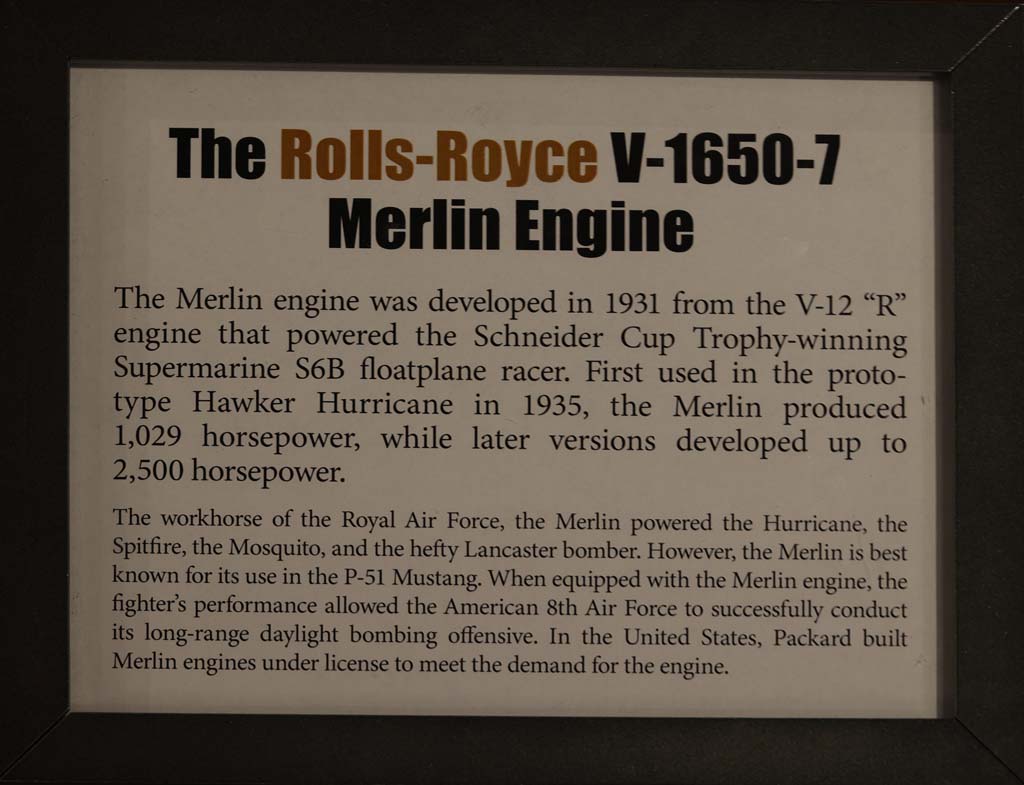 The Rolls-Royce V-1650-7
Merlin Engine
The Merlin engine was developed in 1931 from the V-12 “R”
engine that powered the Schneider Cup Trophy-winning
Supermarine S6B floatplane racer. First used in the proto-
type Hawker Hurricane in 1935, the Merlin produced
1,029 horsepower, while later versions developed up to
2,500 horsepower.
The workhorse of the Royal Air Force, the Merlin powered the Hurricane, the
Spitfire, the Mosquito, and the hefty Lancaster bomber. However, the Merlin is best
known for its use in the P-51 Mustang. When equipped with the Merlin engine, the
fighter’s performance allowed the American 8th Air Force to successfully conduct
its long-range daylight bombing offensive. In the United States, Packard built
Merlin engines under license to meet the demand for the engine.